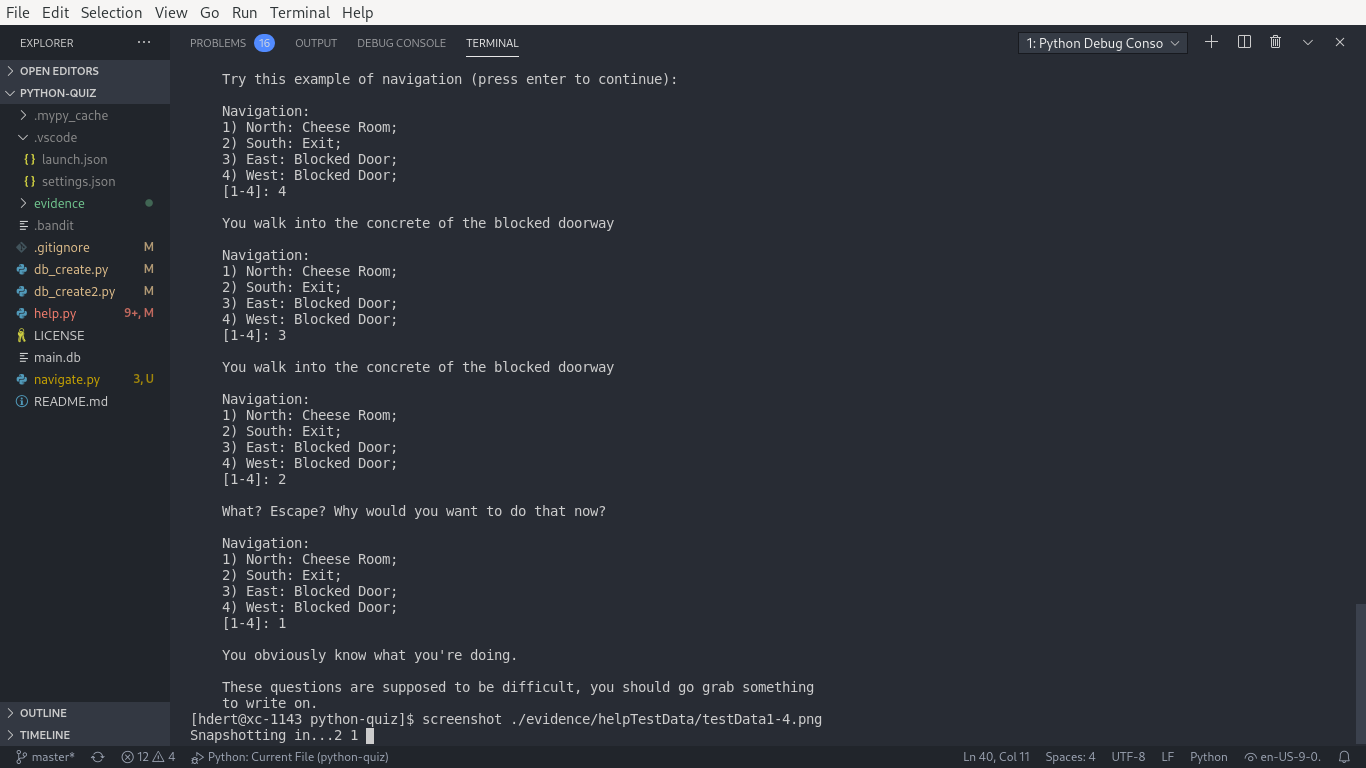 File Edit Selection View Go Run Terminal Help
EXPLORER ...
PROBLEMS 16 OUTPUT DEBUG CONSOLE TERMINAL 1: Python Debug Conso
OPEN EDITORS
PYTHON-QUIZ
.mypy_cache
.vscode
{} launch.json
{} settings.json
evidence
.bandit
.gitignore M
db_create.py M
db_create2.py M
help.py 9+, M
LICENSE
main.db
navigate.py 3, U
README.md
OUTLINE
TIMELINE
Try this example of navigation (press enter to continue):
Navigation:
1) North: Cheese Room;
2) South: Exit;
3) East: Blocked Door;
4) West: Blocked Door;
[1-4]: 4
You walk into the concrete of the blocked doorway
Navigation:
1) North: Cheese Room;
2) South: Exit;
3) East: Blocked Door;
4) West: Blocked Door;
[1-4]: 3
You walk into the concrete of the blocked doorway
Navigation:
1) North: Cheese Room;
2) South: Exit;
3) East: Blocked Door;
4) West: Blocked Door;
[1-4]: 2
What? Escape? Why would you want to do that now?
Navigation:
1) North: Cheese Room;
2) South: Exit;
3) East: Blocked Door;
4) West: Blocked Door;
[1-4]: 1
You obviously know what you're doing.
These questions are supposed to be difficult, you should go grab something
to write on.
[hdert@xc-1143 python-quiz]$ screenshot ./evidence/helpTestData/testData1-4.png
Snapshotting in...2 1
master* 12 4 Python: Current File (python-quiz) Ln 40, Col 11 Spaces: 4 UTF-8 LF Python en-US-9-0.